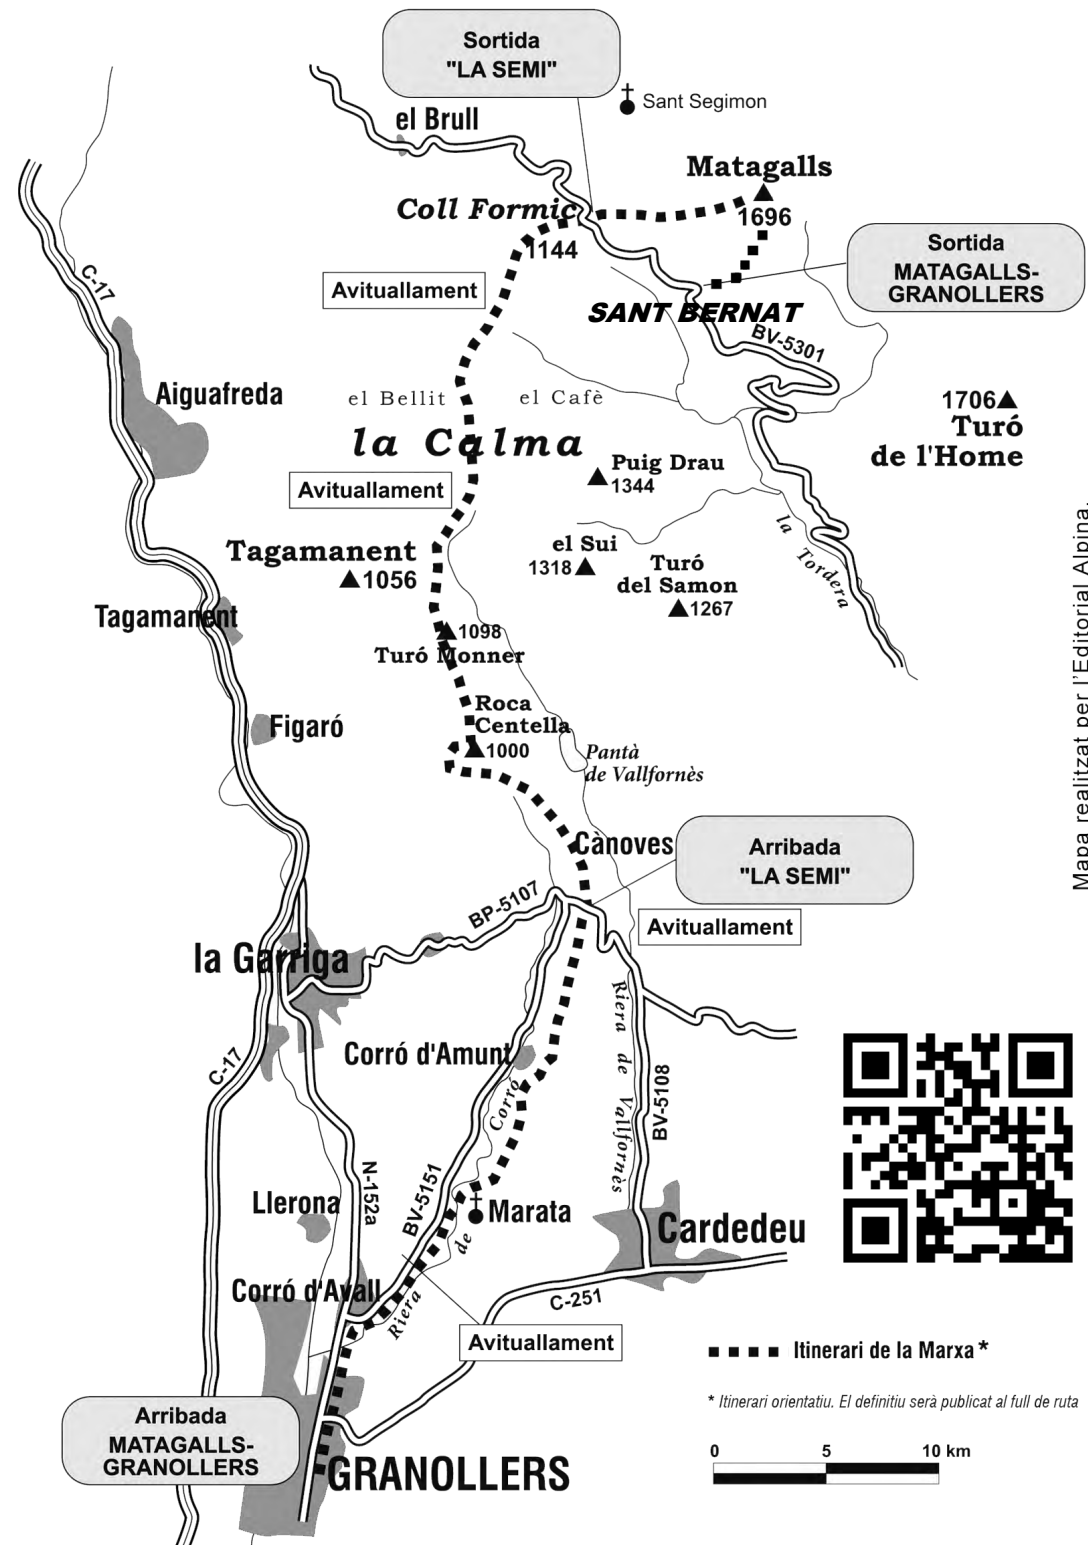 Sortida
"LA SEMI"
Sant Segimon
el Brull
Matagalls
1696
Coll Formic
1144
Sortida
MATAGALLS-
GRANOLLERS
C-17
Avituallament
SANT BERNAT
BV-5301
Aiguafreda
el Bellit
el Cafè
1706
Turó
de l'Home
la Calma
Puig Drau
1344
Avituallament
la Tordera
Tagamanent
1056
el Sui
1318
Turó
del Samon
1267
Tagamanent
1098
Turó Monner
Roca
Centella
1000
Figaró
Pantà
de Vallfornès
Mapa realitzat per l'Editorial Alpina.
Cànoves
Arribada
"LA SEMI"
BP-5107
Avituallament
la Garriga
Riera de Vallfornès
C-17
Corró d'Amunt
BV-5108
Riera de Corró
N-152a
BV-5151
Llerona
Marata
Cardedeu
Corró d'Avall
C-251
Avituallament
Itinerari de la Marxa *
* Itinerari orientatiu. El definitiu serà publicat al full de ruta
Arribada
MATAGALLS-
GRANOLLERS
GRANOLLERS
0 5 10 km